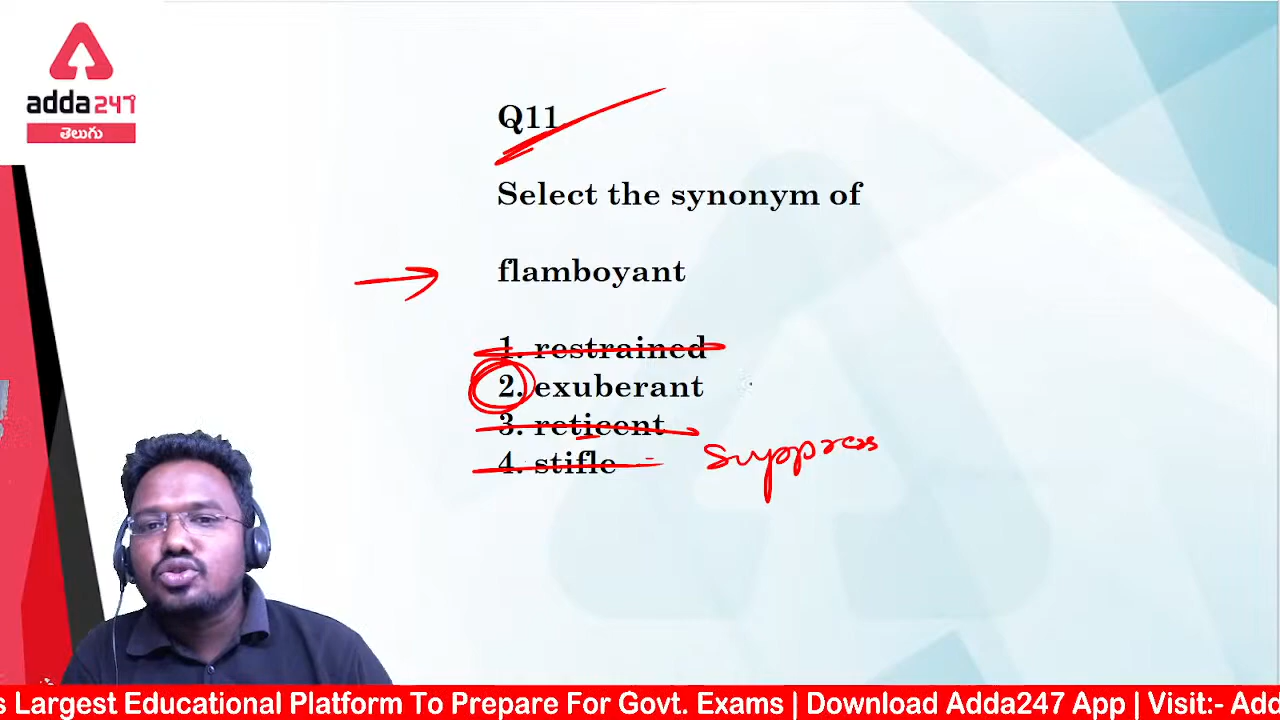 adda247
తెలుగు
Q11
Select the synonym of
flamboyant
1. restrained
2. exuberant
3. reticent
4. stifle
Suppress
s Largest Educational Platform To Prepare For Govt. Exams | Download Adda247 App | Visit:- Add